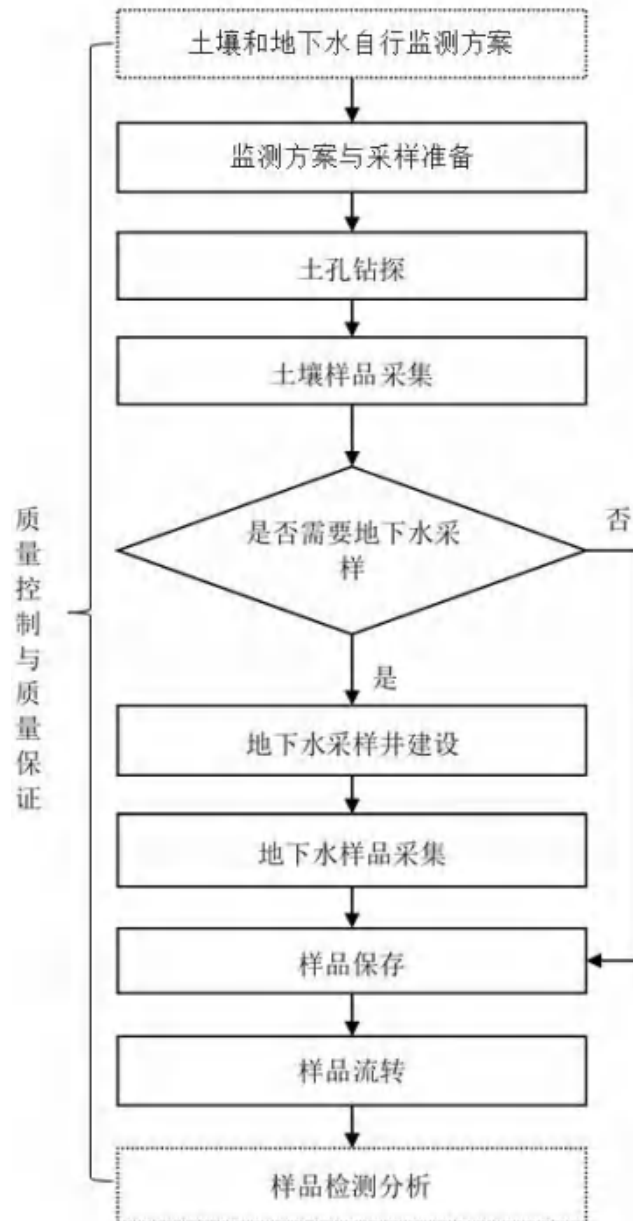 土壤和地下水自行监测方案
监测方案与采样准备
土孔钻探
土壤样品采集
是否需要地下水采
样
否
是
地下水采样井建设
地下水样品采集
样品保存
样品流转
样品检测分析
质量控制与质量保证